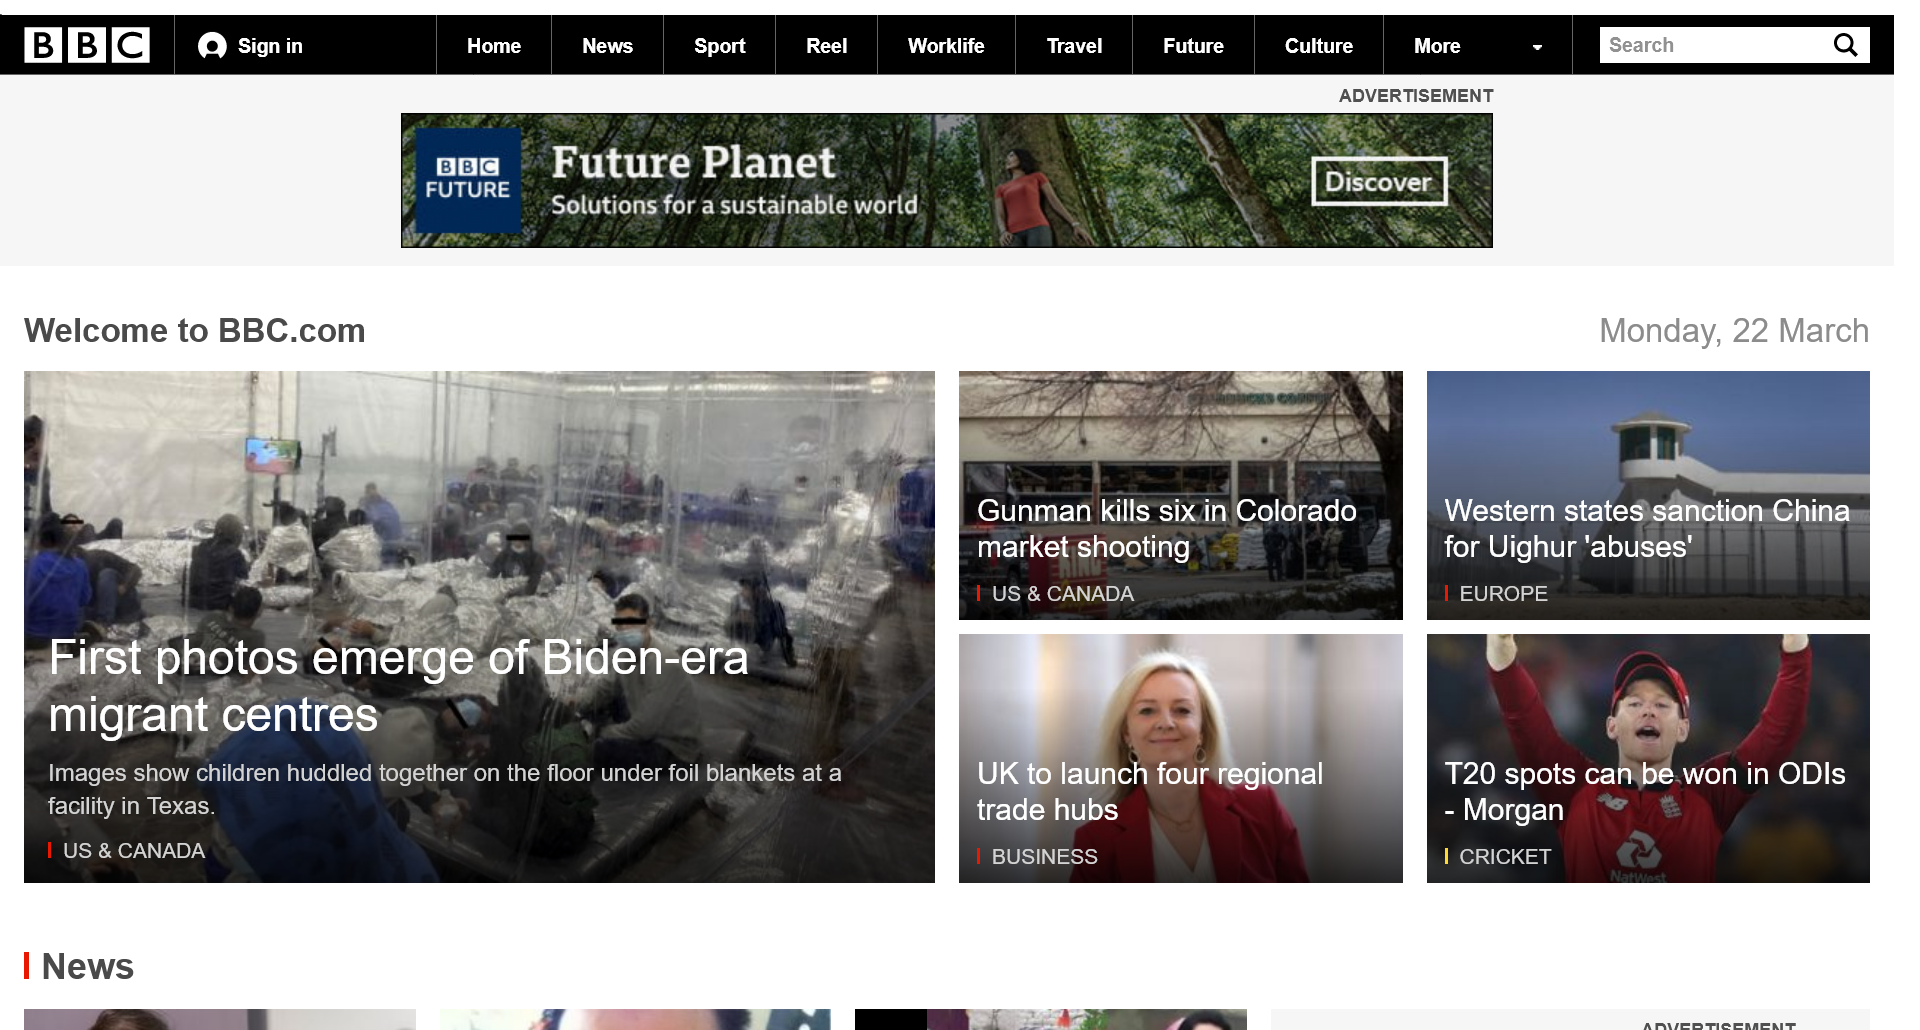 BBC
Sign in
Home
News
Sport
Reel
Worklife
Travel
Future
Culture
More
Search
ADVERTISEMENT
BBC
FUTURE
Future Planet
Solutions for a sustainable world
Discover
Welcome to BBC.com
Monday, 22 March
First photos emerge of Biden-era
migrant centres
Images show children huddled together on the floor under foil blankets at a
facility in Texas.
US & CANADA
Gunman kills six in Colorado
market shooting
US & CANADA
Western states sanction China
for Uighur 'abuses'
EUROPE
UK to launch four regional
trade hubs
BUSINESS
T20 spots can be won in ODIs
- Morgan
CRICKET
NatWest
News
ADVERTISEMENT